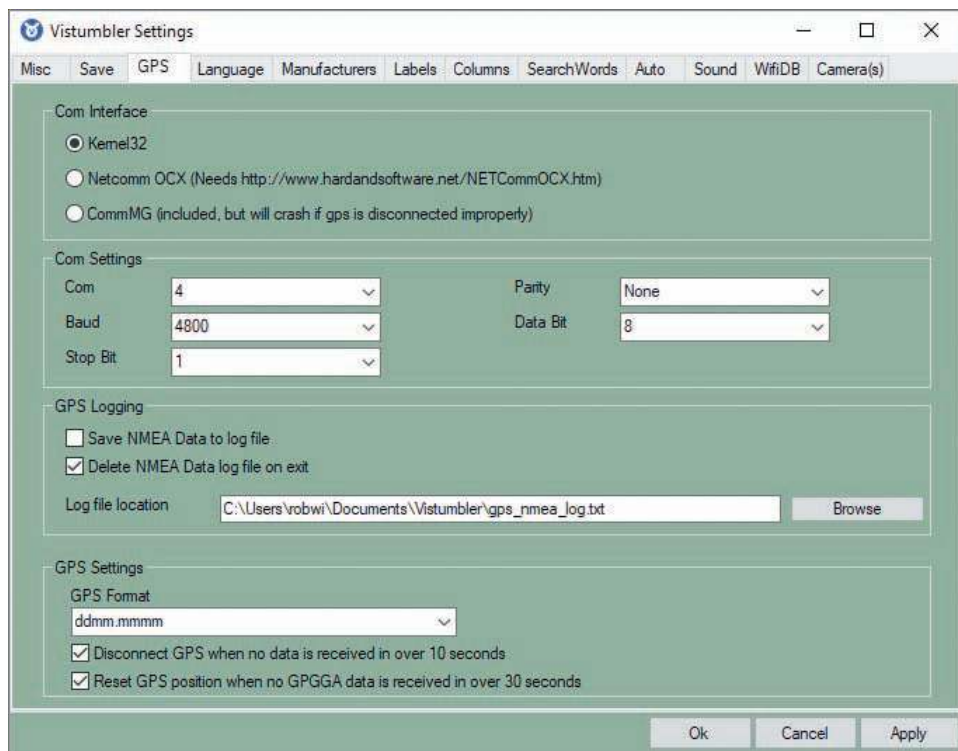 Vistumbler Settings
Misc Save GPS Language Manufacturers Labels Columns SearchWords Auto Sound WifiDB Camera(s)
Com Interface
Kernel32
Netcomm OCX (Needs http://www.hardandsoftware.net/NETCommOCX.htm)
CommMG (included, but will crash if gps is disconnected improperly)
Com Settings
Com 4 Parity None
Baud 4800 Data Bit 8
Stop Bit 1
GPS Logging
Save NMEA Data to log file
Delete NMEA Data log file on exit
Log file location C:\Users\robwi\Documents\Vistumbler\gps_nmea_log.txt Browse
GPS Settings
GPS Format
ddmm.mmmm
Disconnect GPS when no data is received in over 10 seconds
Reset GPS position when no GPGGA data is received in over 30 seconds
Ok Cancel Apply